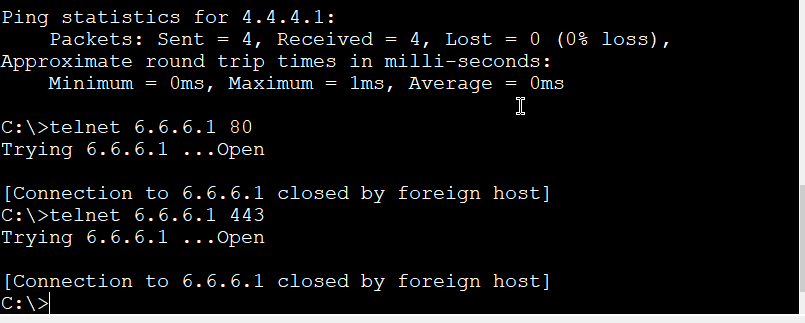 Ping statistics for 4.4.4.1:
    Packets: Sent = 4, Received = 4, Lost = 0 (0% loss),
Approximate round trip times in milli-seconds:
    Minimum = 0ms, Maximum = 1ms, Average = 0ms
C:\>telnet 6.6.6.1 80
Trying 6.6.6.1 ...Open
[Connection to 6.6.6.1 closed by foreign host]
C:\>telnet 6.6.6.1 443
Trying 6.6.6.1 ...Open
[Connection to 6.6.6.1 closed by foreign host]
C:\>